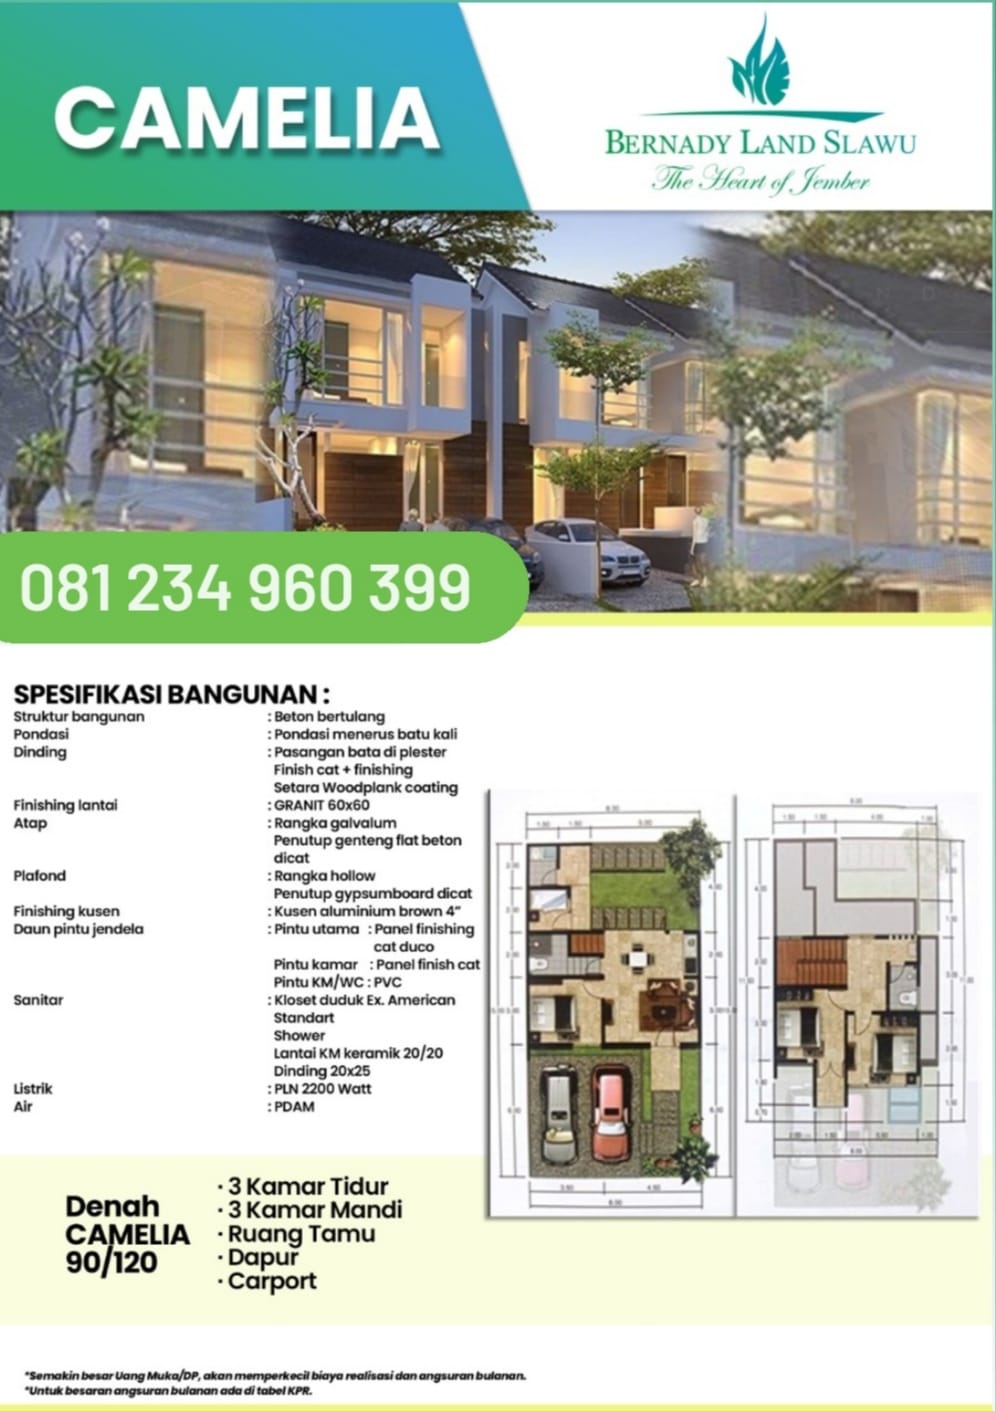 CAMELIA
BERNADY LAND SLAWU
The Heart of Jember
081 234 960 399
SPESIFIKASI BANGUNAN :
Struktur bangunan : Beton bertulang
Pondasi : Pondasi menerus batu kali
Dinding : Pasangan bata di plester
Finish cat + finishing
Setara Woodplank coating
Finishing lantai : GRANIT 60x60
Atap : Rangka galvalum
Penutup genteng flat beton
dicat
Plafond : Rangka hollow
Penutup gypsumboard dicat
Finishing kusen : Kusen aluminium brown 4”
Daun pintu jendela : Pintu utama : Panel finishing
cat duco
Pintu kamar : Panel finish cat
Pintu KM/WC : PVC
Sanitar : Kloset duduk Ex. American
Standart
Shower
Lantai KM keramik 20/20
Dinding 20x25
Listrik : PLN 2200 Watt
Air : PDAM
Denah
CAMELIA
90/120
· 3 Kamar Tidur
· 3 Kamar Mandi
· Ruang Tamu
· Dapur
· Carport
*Semakin besar Uang Muka/DP, akan memperkecil biaya realisasi dan angsuran bulanan.
*Untuk besaran angsuran bulanan ada di tabel KPR.